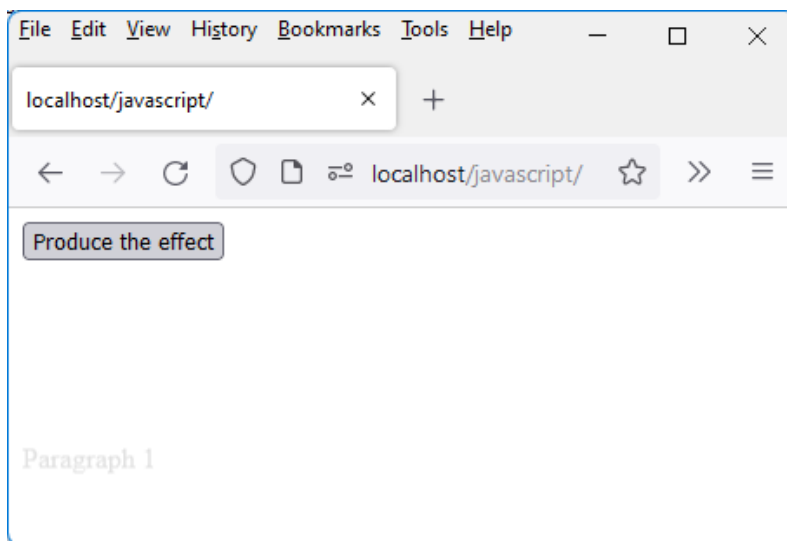 File Edit View History Bookmarks Tools Help
localhost/javascript/
localhost/javascript/
Produce the effect
Paragraph 1